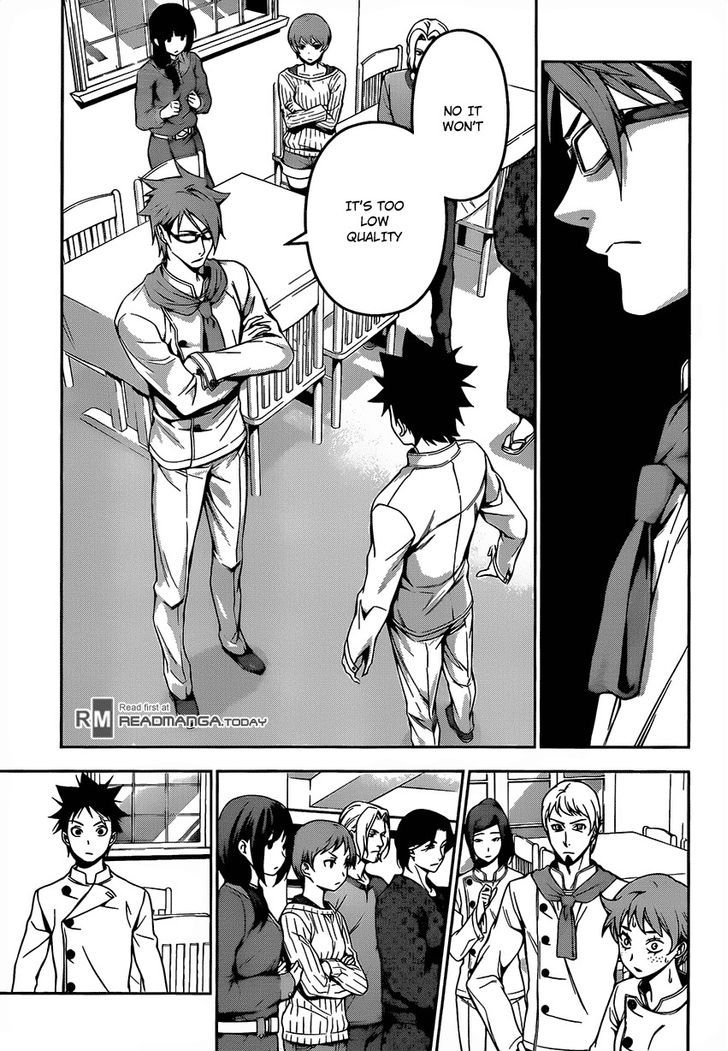 NO IT
WON'T
IT'S TOO
LOW
QUALITY
RM
Read first at
READMANGA.TODAY